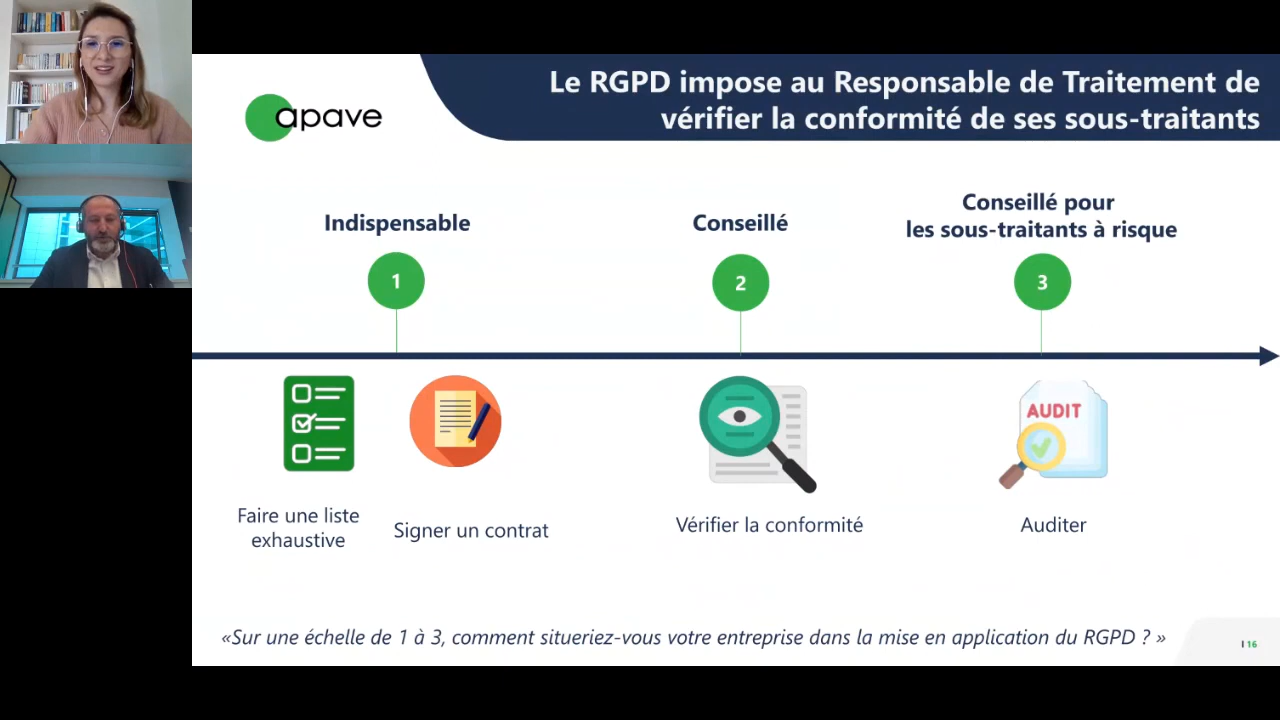 apave
Le RGPD impose au Responsable de Traitement de
vérifier la conformité de ses sous-traitants
Indispensable
Conseillé
Conseillé pour
les sous-traitants à risque
1
2
3
AUDIT
Faire une liste
exhaustive
Signer un contrat
Vérifier la conformité
Auditer
«Sur une échelle de 1 à 3, comment situeriez-vous votre entreprise dans la mise en application du RGPD ? »
I 16